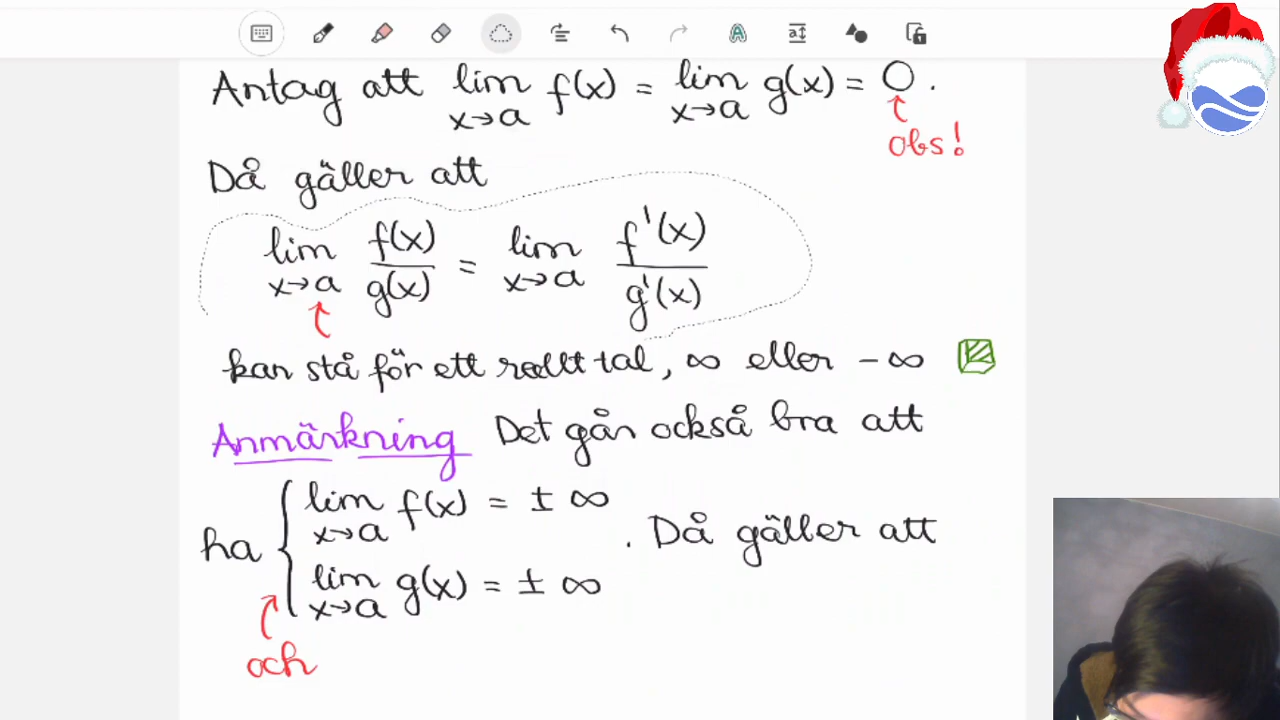 Antag att lim x→a f(x) = lim x→a g(x) = 0.
obs!
Då gäller att
lim x→a f(x)/g(x) = lim x→a f'(x)/g'(x)
kan stå för ett reellt tal, ∞ eller -∞
Anmärkning Det går också bra att
ha { lim x→a f(x) = ± ∞
lim x→a g(x) = ± ∞ . Då gäller att
och